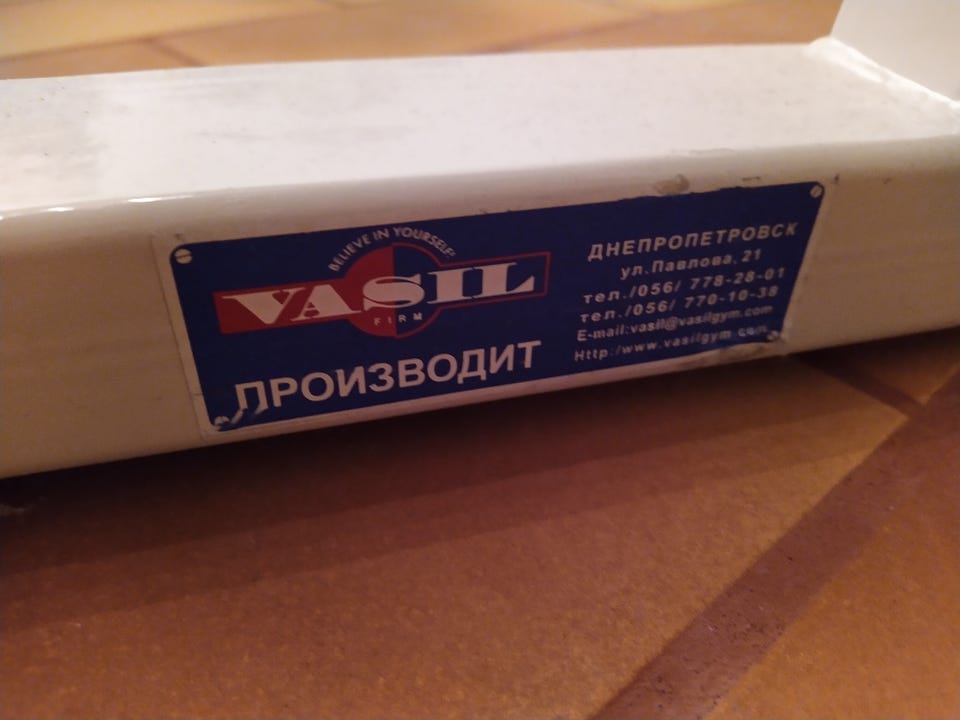 BELIEVE IN YOURSELF
VASIL
FIRM
ПРОИЗВОДИТ
ДНЕПРОПЕТРОВСК
ул.Павлова, 21
тел./056/ 778-28-01
тел./056/ 770-10-38
E-mail:vasil@vasilgym.com
Http:/www.vasilgym.com